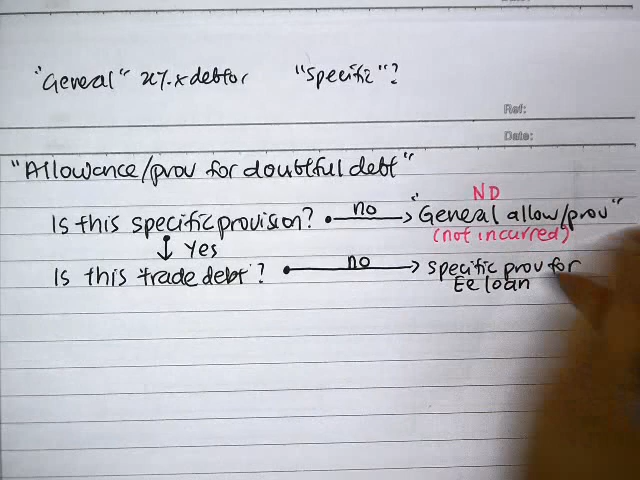 "General" x% x debtor "Specific"?
Ref:
Date:
"Allowance/prov for doubtful debt"
ND
Is this specific provision? no "General allow/prov"
(not incurred)
Yes
Is this trade debt? no specific prov for
Ee loan